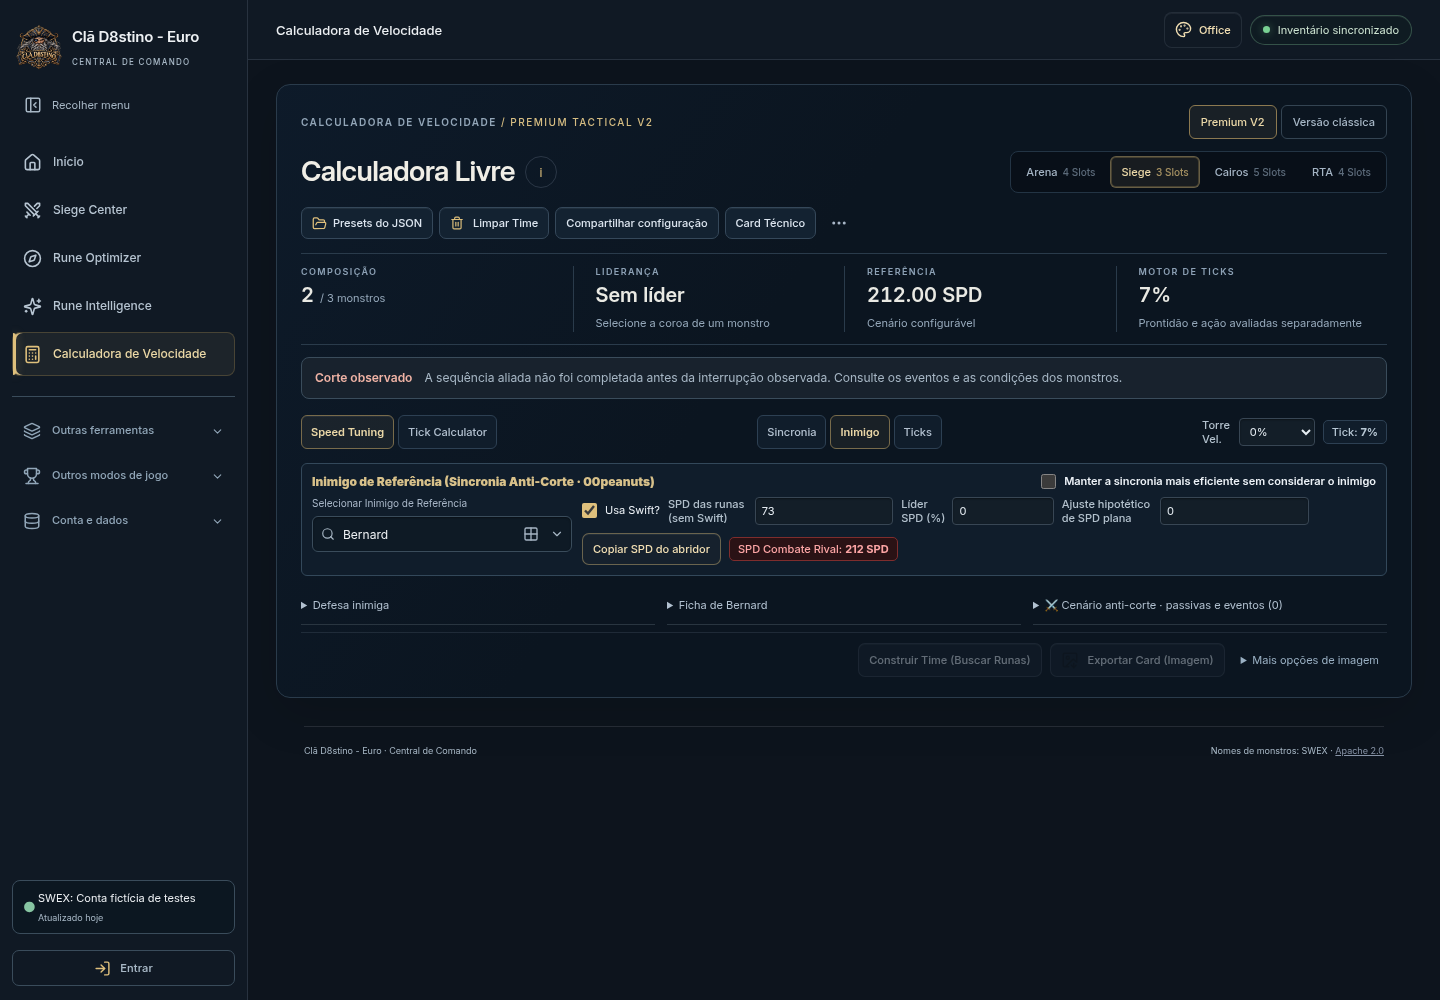 Clã D8stino - Euro
CENTRAL DE COMANDO
Recolher menu
Início
Siege Center
Rune Optimizer
Rune Intelligence
Calculadora de Velocidade
Outras ferramentas
Outros modos de jogo
Conta e dados
SWEX: Conta fictícia de testes
Atualizado hoje
Entrar
Calculadora de Velocidade
Office
Inventário sincronizado
CALCULADORA DE VELOCIDADE / PREMIUM TACTICAL V2
Premium V2
Versão clássica
Calculadora Livre
i
Arena 4 Slots
Siege 3 Slots
Cairos 5 Slots
RTA 4 Slots
Presets do JSON
Limpar Time
Compartilhar configuração
Card Técnico
•••
COMPOSIÇÃO
2 / 3 monstros
LIDERANÇA
Sem líder
Selecione a coroa de um monstro
REFERÊNCIA
212.00 SPD
Cenário configurável
MOTOR DE TICKS
7%
Prontidão e ação avaliadas separadamente
Corte observado A sequência aliada não foi completada antes da interrupção observada. Consulte os eventos e as condições dos monstros.
Speed Tuning
Tick Calculator
Sincronia
Inimigo
Ticks
Torre
Vel.
0%
Tick: 7%
Inimigo de Referência (Sincronia Anti-Corte · 00peanuts)
Manter a sincronia mais eficiente sem considerar o inimigo
Selecionar Inimigo de Referência
Bernard
Usa Swift?
SPD das runas
(sem Swift)
73
Líder
SPD (%)
0
Ajuste hipotético
de SPD plana
0
Copiar SPD do abridor
SPD Combate Rival: 212 SPD
▶ Defesa inimiga
▶ Ficha de Bernard
▶ ⚔️ Cenário anti-corte · passivas e eventos (0)
Construir Time (Buscar Runas)
Exportar Card (Imagem)
▶ Mais opções de imagem
Clã D8stino - Euro · Central de Comando
Nomes de monstros: SWEX · Apache 2.0